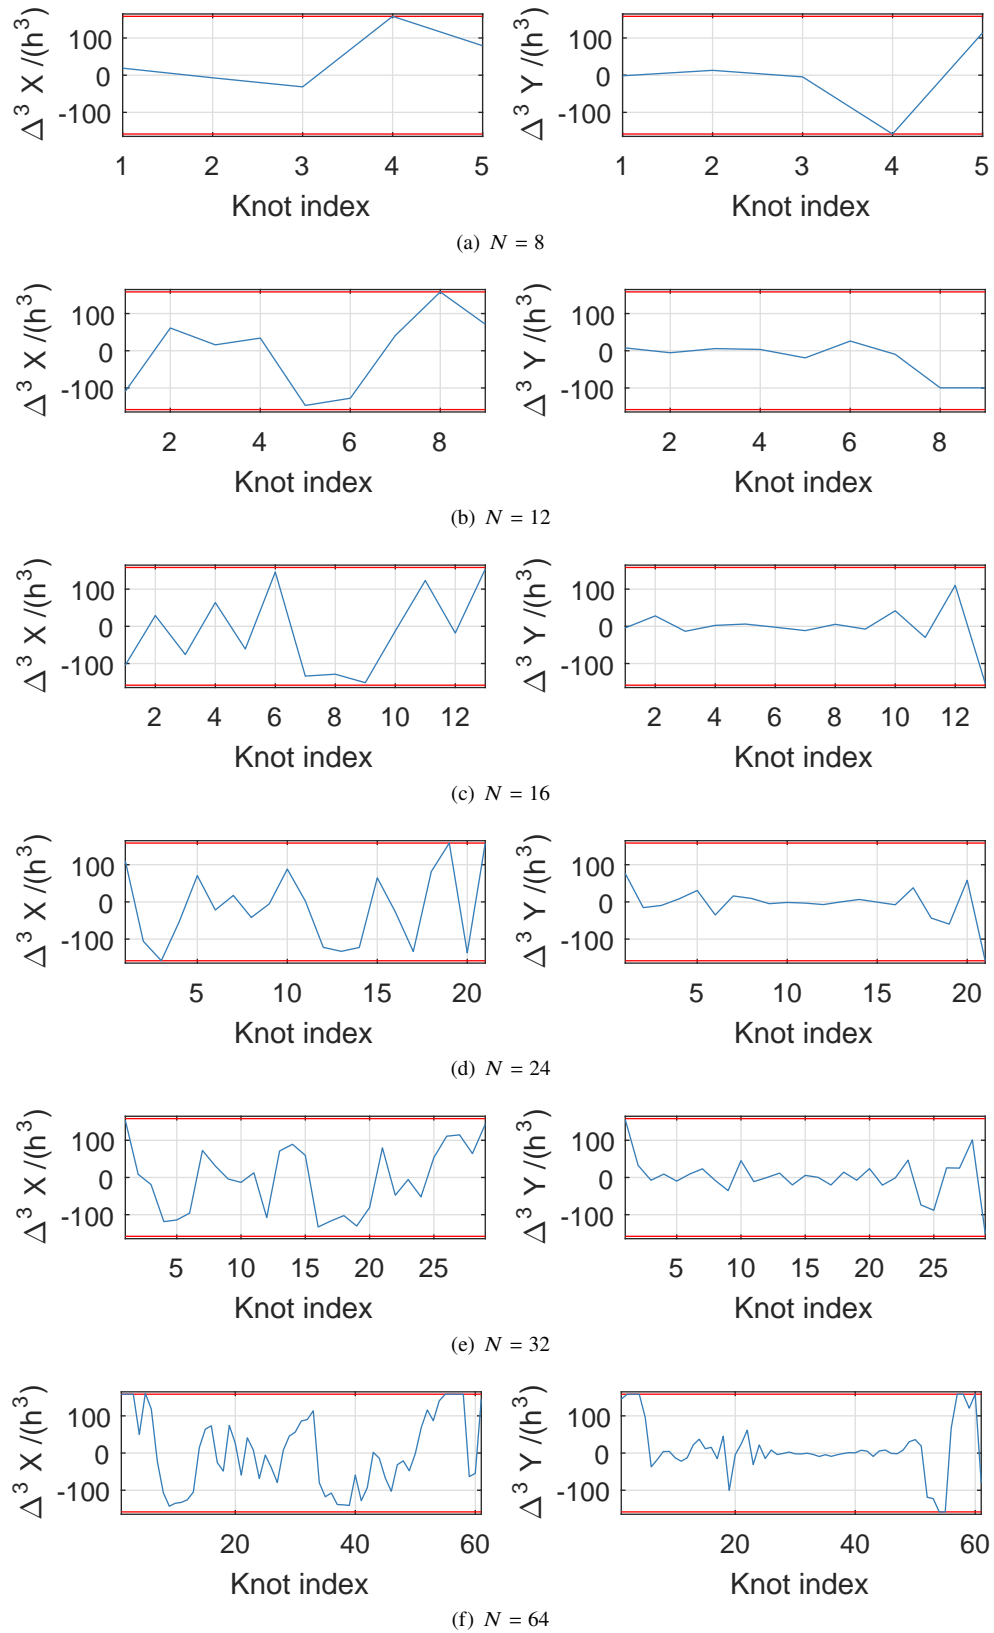 Δ³ X /(h³)
100
0
-100
1 2 3 4 5
Knot index
Δ³ Y /(h³)
100
0
-100
1 2 3 4 5
Knot index
(a) N = 8
Δ³ X /(h³)
100
0
-100
2 4 6 8
Knot index
Δ³ Y /(h³)
100
0
-100
2 4 6 8
Knot index
(b) N = 12
Δ³ X /(h³)
100
0
-100
2 4 6 8 10 12
Knot index
Δ³ Y /(h³)
100
0
-100
2 4 6 8 10 12
Knot index
(c) N = 16
Δ³ X /(h³)
100
0
-100
5 10 15 20
Knot index
Δ³ Y /(h³)
100
0
-100
5 10 15 20
Knot index
(d) N = 24
Δ³ X /(h³)
100
0
-100
5 10 15 20 25
Knot index
Δ³ Y /(h³)
100
0
-100
5 10 15 20 25
Knot index
(e) N = 32
Δ³ X /(h³)
100
0
-100
20 40 60
Knot index
Δ³ Y /(h³)
100
0
-100
20 40 60
Knot index
(f) N = 64